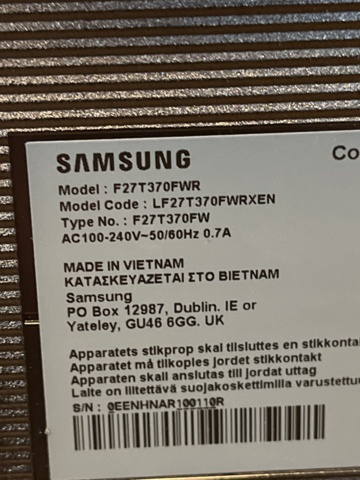 SAMSUNG
Co
Model : F27T370FWR
Model Code : LF27T370FWRXEN
Type No. : F27T370FW
AC100-240V~50/60Hz 0.7A
MADE IN VIETNAM
ΚΑΤΑΣΚΕΥΑΖΕΤΑΙ ΣΤΟ ΒΙΕΤΝΑΜ
Samsung
PO Box 12987, Dublin. IE or
Yateley, GU46 6GG. UK
Apparatets stikprop skal tilsluttes en stikkonta
Apparatet må tilkoples jordet stikkontakt
Apparaten skall anslutas till jordat uttag
Laite on liitettävä suojakoskettimilla varustettu
S/N : 0EENHNAR100110R